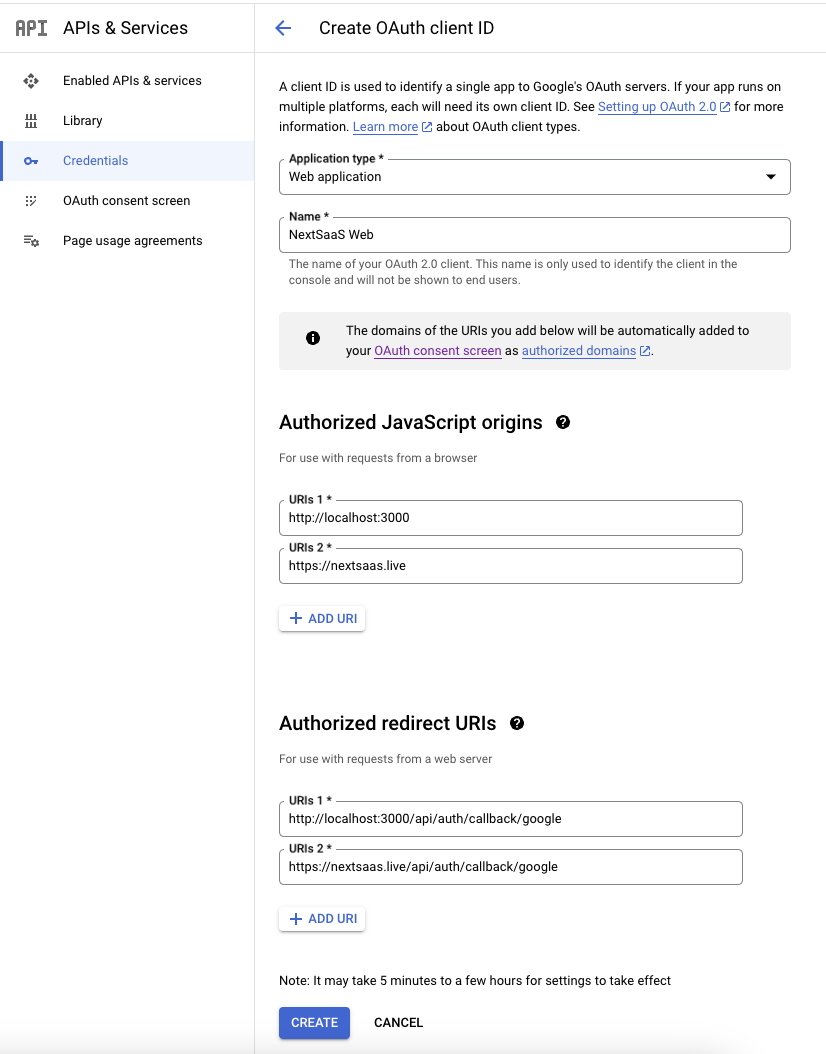 API APIs & Services
Create OAuth client ID
Enabled APIs & services
Library
Credentials
OAuth consent screen
Page usage agreements
A client ID is used to identify a single app to Google's OAuth servers. If your app runs on
multiple platforms, each will need its own client ID. See Setting up OAuth 2.0 for more
information. Learn more about OAuth client types.
Application type *
Web application
Name *
NextSaaS Web
The name of your OAuth 2.0 client. This name is only used to identify the client in the
console and will not be shown to end users.
The domains of the URIs you add below will be automatically added to
your OAuth consent screen as authorized domains.
Authorized JavaScript origins
For use with requests from a browser
URIs 1 *
http://localhost:3000
URIs 2 *
https://nextsaas.live
ADD URI
Authorized redirect URIs
For use with requests from a web server
URIs 1 *
http://localhost:3000/api/auth/callback/google
URIs 2 *
https://nextsaas.live/api/auth/callback/google
ADD URI
Note: It may take 5 minutes to a few hours for settings to take effect
CREATE CANCEL